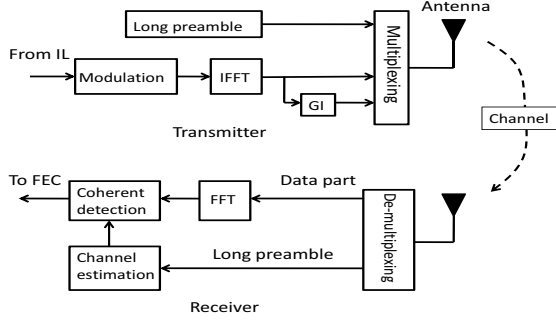 Antenna
Long preamble
Multiplexing
From IL
Modulation
IFFT
GI
Channel
Transmitter
To FEC
Coherent
detection
FFT
Data part
De-multiplexing
Channel
estimation
Long preamble
Receiver